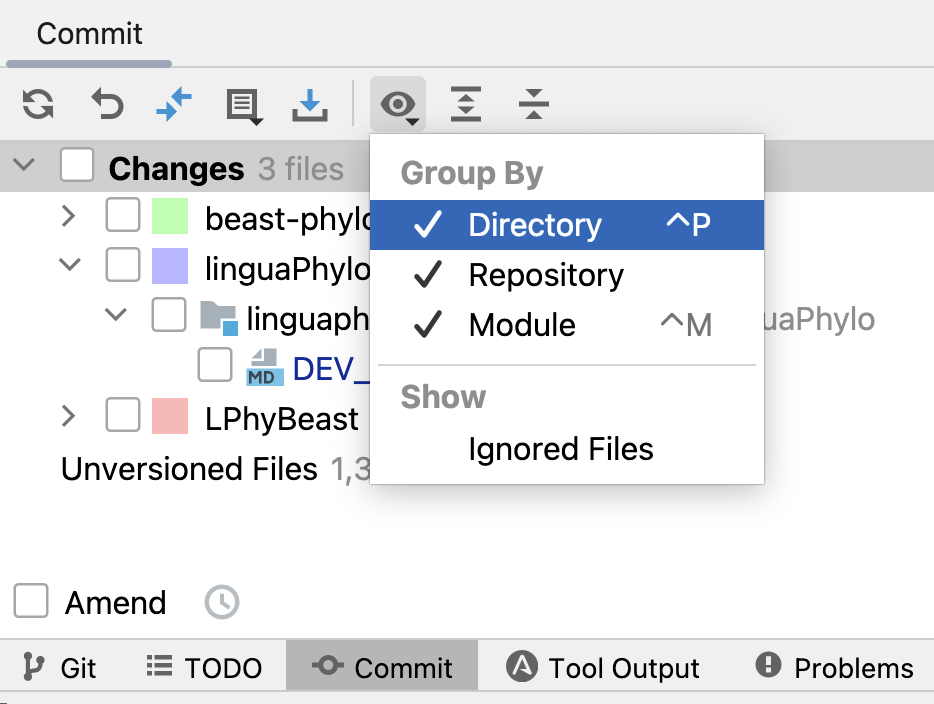 Commit
Changes 3 files
Group By
beast-phylo
Directory ^P
linguaPhylo
Repository
linguaph
Module ^M
uaPhylo
MD DEV_
Show
LPhyBeast
Ignored Files
Unversioned Files 1,3
Amend
Git
TODO
Commit
Tool Output
Problems